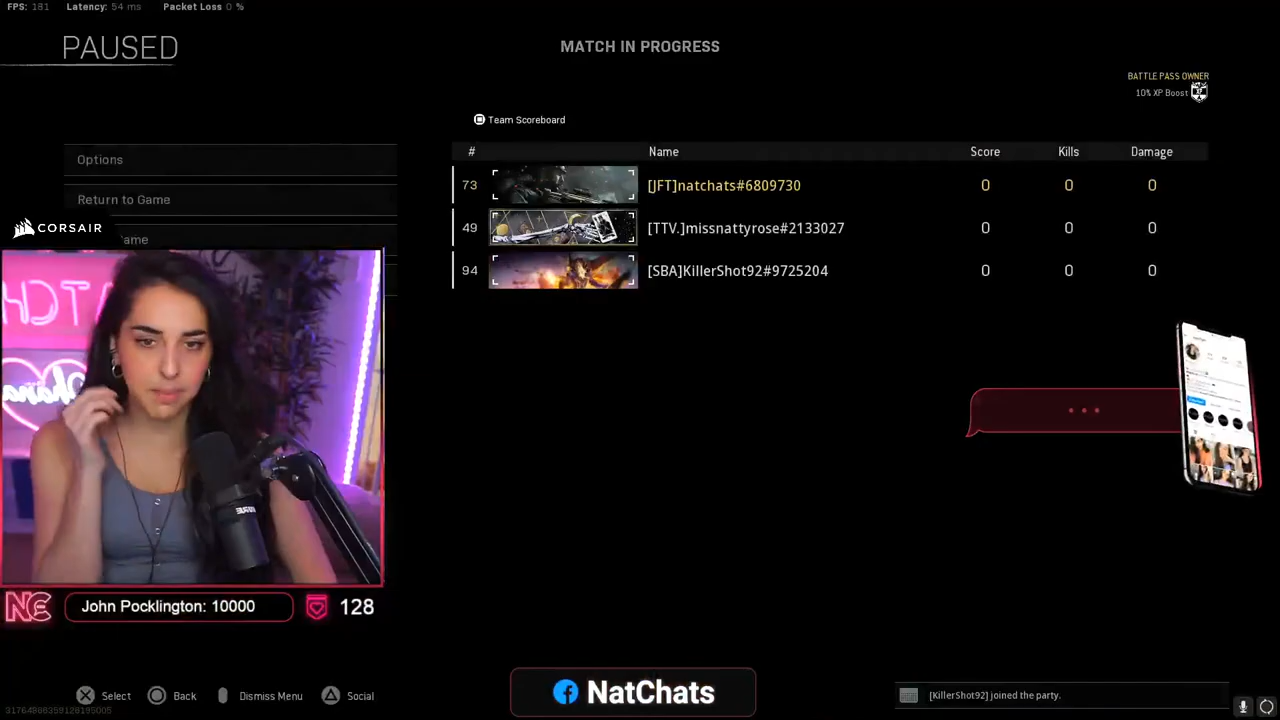 FPS: 181 Latency: 54 ms Packet Loss 0 %
PAUSED
MATCH IN PROGRESS
BATTLE PASS OWNER
10% XP Boost
Team Scoreboard
# Name Score Kills Damage
73 [JFT]natchats#6809730 0 0 0
49 [TTV.]missnattyrose#2133027 0 0 0
94 [SBA]KillerShot92#9725204 0 0 0
Options
Return to Game
ame
CORSAIR
John Pocklington: 10000
128
Select Back Dismiss Menu Social
NatChats
[KillerShot92] joined the party.